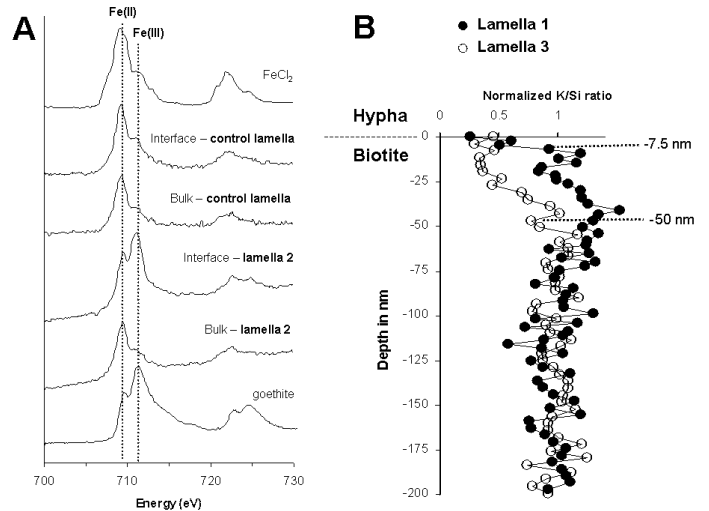 A
Fe(II)
Fe(III)
FeCl2
Interface – control lamella
Bulk – control lamella
Interface – lamella 2
Bulk – lamella 2
goethite
700 710 720 730
Energy (eV)
B
Lamella 1
Lamella 3
Normalized K/Si ratio
0 0.5 1
Hypha
Biotite
-7.5 nm
-50 nm
Depth in nm
0
-25
-50
-75
-100
-125
-150
-175
-200